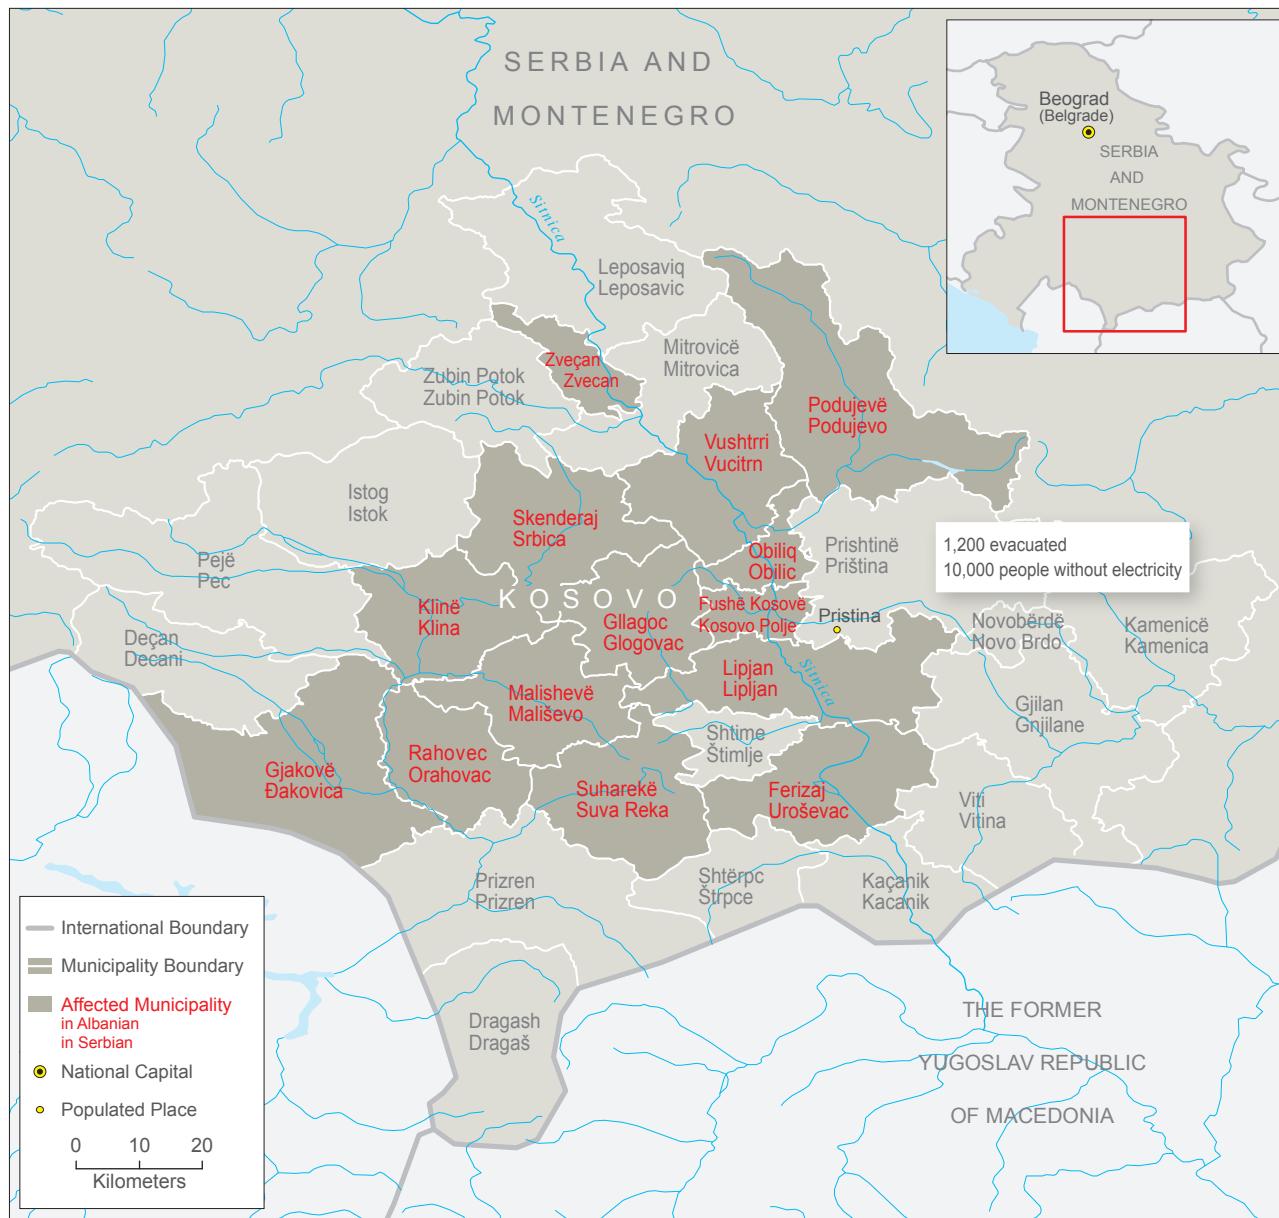 SERBIA AND
MONTENEGRO
Beograd
(Belgrade)
SERBIA
AND
MONTENEGRO
Sitnica
Leposaviq
Leposavic
Mitrovicë
Mitrovica
Zveçan
Zvecan
Zubin Potok
Zubin Potok
Podujevë
Podujevo
Vushtrri
Vucitrn
Istog
Istok
Skenderaj
Srbica
Pejë
Pec
Obiliq
Obilic
Prishtinë
Priština
1,200 evacuated
10,000 people without electricity
KOSOVO
Klinë
Klina
Gllagoc
Glogovac
Fushë Kosovë
Kosovo Polje
Pristina
Novobërdë
Novo Brdo
Kamenicë
Kamenica
Deçan
Decani
Lipjan
Lipljan
Sitnica
Malishevë
Mališevo
Gjilan
Gnjilane
Shtime
Štimlje
Rahovec
Orahovac
Gjakovë
Đakovica
Suharekë
Suva Reka
Ferizaj
Uroševac
Viti
Vitina
Prizren
Prizren
Shtërpc
Štrpce
Kaçanik
Kacanik
Dragash
Dragaš
THE FORMER
YUGOSLAV REPUBLIC
OF MACEDONIA
International Boundary
Municipality Boundary
Affected Municipality
in Albanian
in Serbian
National Capital
Populated Place
0 10 20
Kilometers